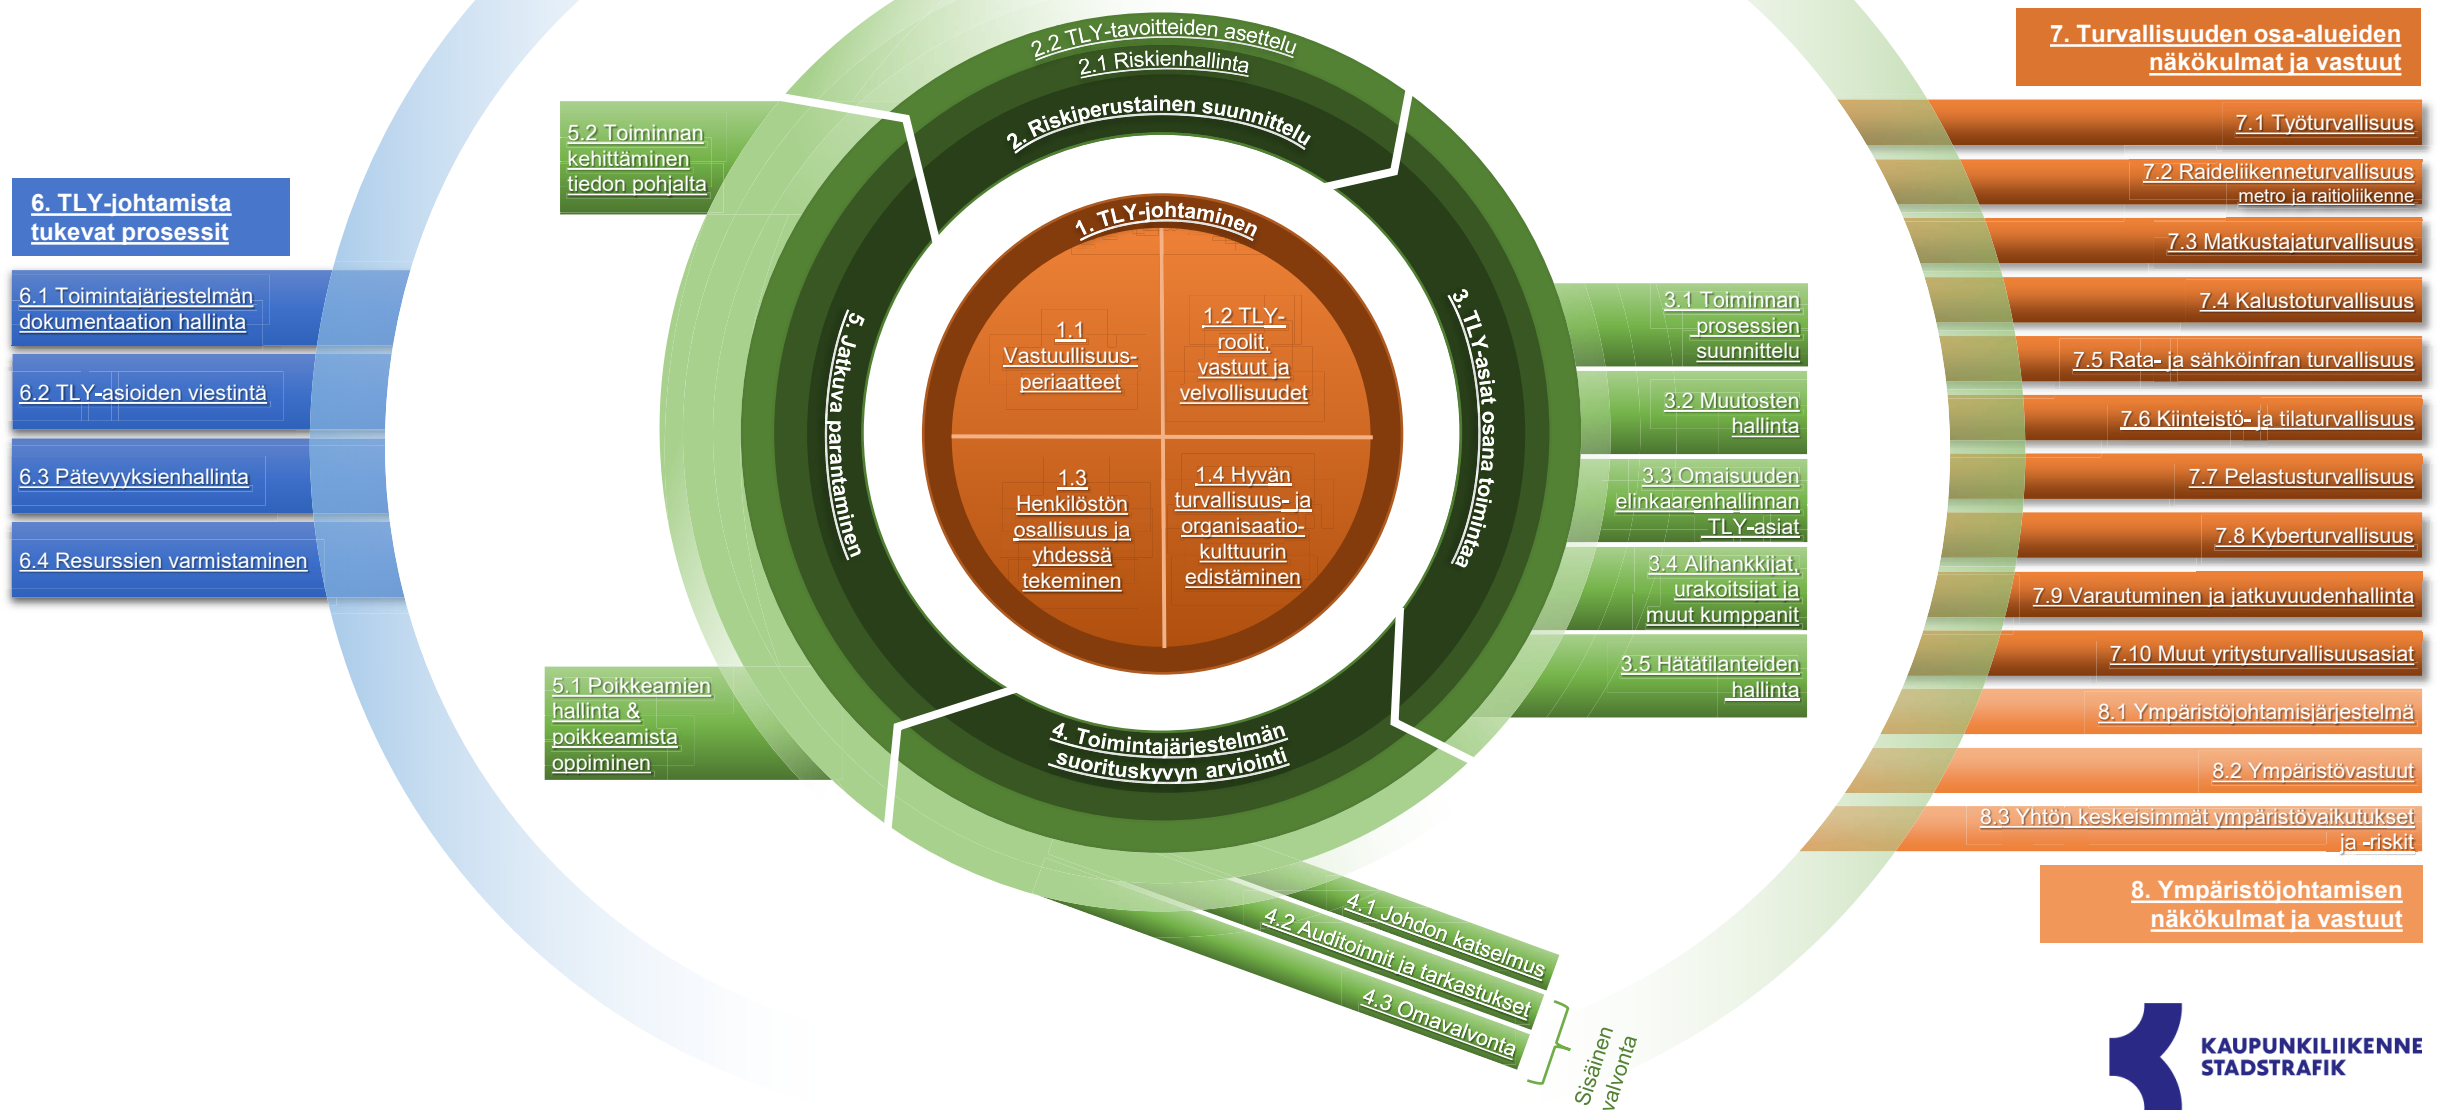 2.2 TLY-tavoitteiden asettelu
2.1 Riskienhallinta
2. Riskiperustainen suunnittelu
1. TLY-johtaminen
1.1
Vastuullisuus-
periaatteet
1.2 TLY-
roolit,
vastuut ja
velvollisuudet
1.3
Henkilöstön
osallisuus ja
yhdessä
tekeminen
1.4 Hyvän
turvallisuus- ja
organisaatio-
kulttuurin
edistäminen
3. TLY-asiat osana toimintaa
3.1 Toiminnan
prosessien
suunnittelu
3.2 Muutosten
hallinta
3.3 Omaisuuden
elinkaarenhallinnan
TLY-asiat
3.4 Alihankkijat,
urakoitsijat ja
muut kumppanit
3.5 Hätätilanteiden
hallinta
4. Toimintajärjestelmän
suorituskyvyn arviointi
4.1 Johdon katselmus
4.2 Auditoinnit ja tarkastukset
4.3 Omavalvonta
Sisäinen
valvonta
5. Jatkuva parantaminen
5.1 Poikkeamien
hallinta &
poikkeamista
oppiminen
5.2 Toiminnan
kehittäminen
tiedon pohjalta
6. TLY-johtamista
tukevat prosessit
6.1 Toimintajärjestelmän
dokumentaation hallinta
6.2 TLY-asioiden viestintä
6.3 Pätevyyksienhallinta
6.4 Resurssien varmistaminen
7. Turvallisuuden osa-alueiden
näkökulmat ja vastuut
7.1 Työturvallisuus
7.2 Raideliikenneturvallisuus
metro ja raitioliikenne
7.3 Matkustajaturvallisuus
7.4 Kalustoturvallisuus
7.5 Rata- ja sähköinfran turvallisuus
7.6 Kiinteistö- ja tilaturvallisuus
7.7 Pelastusturvallisuus
7.8 Kyberturvallisuus
7.9 Varautuminen ja jatkuvuudenhallinta
7.10 Muut yritysturvallisuusasiat
8.1 Ympäristöjohtamisjärjestelmä
8.2 Ympäristövastuut
8.3 Yhtön keskeisimmät ympäristövaikutukset
ja -riskit
8. Ympäristöjohtamisen
näkökulmat ja vastuut
KAUPUNKILIIKENNE
STADSTRAFIK